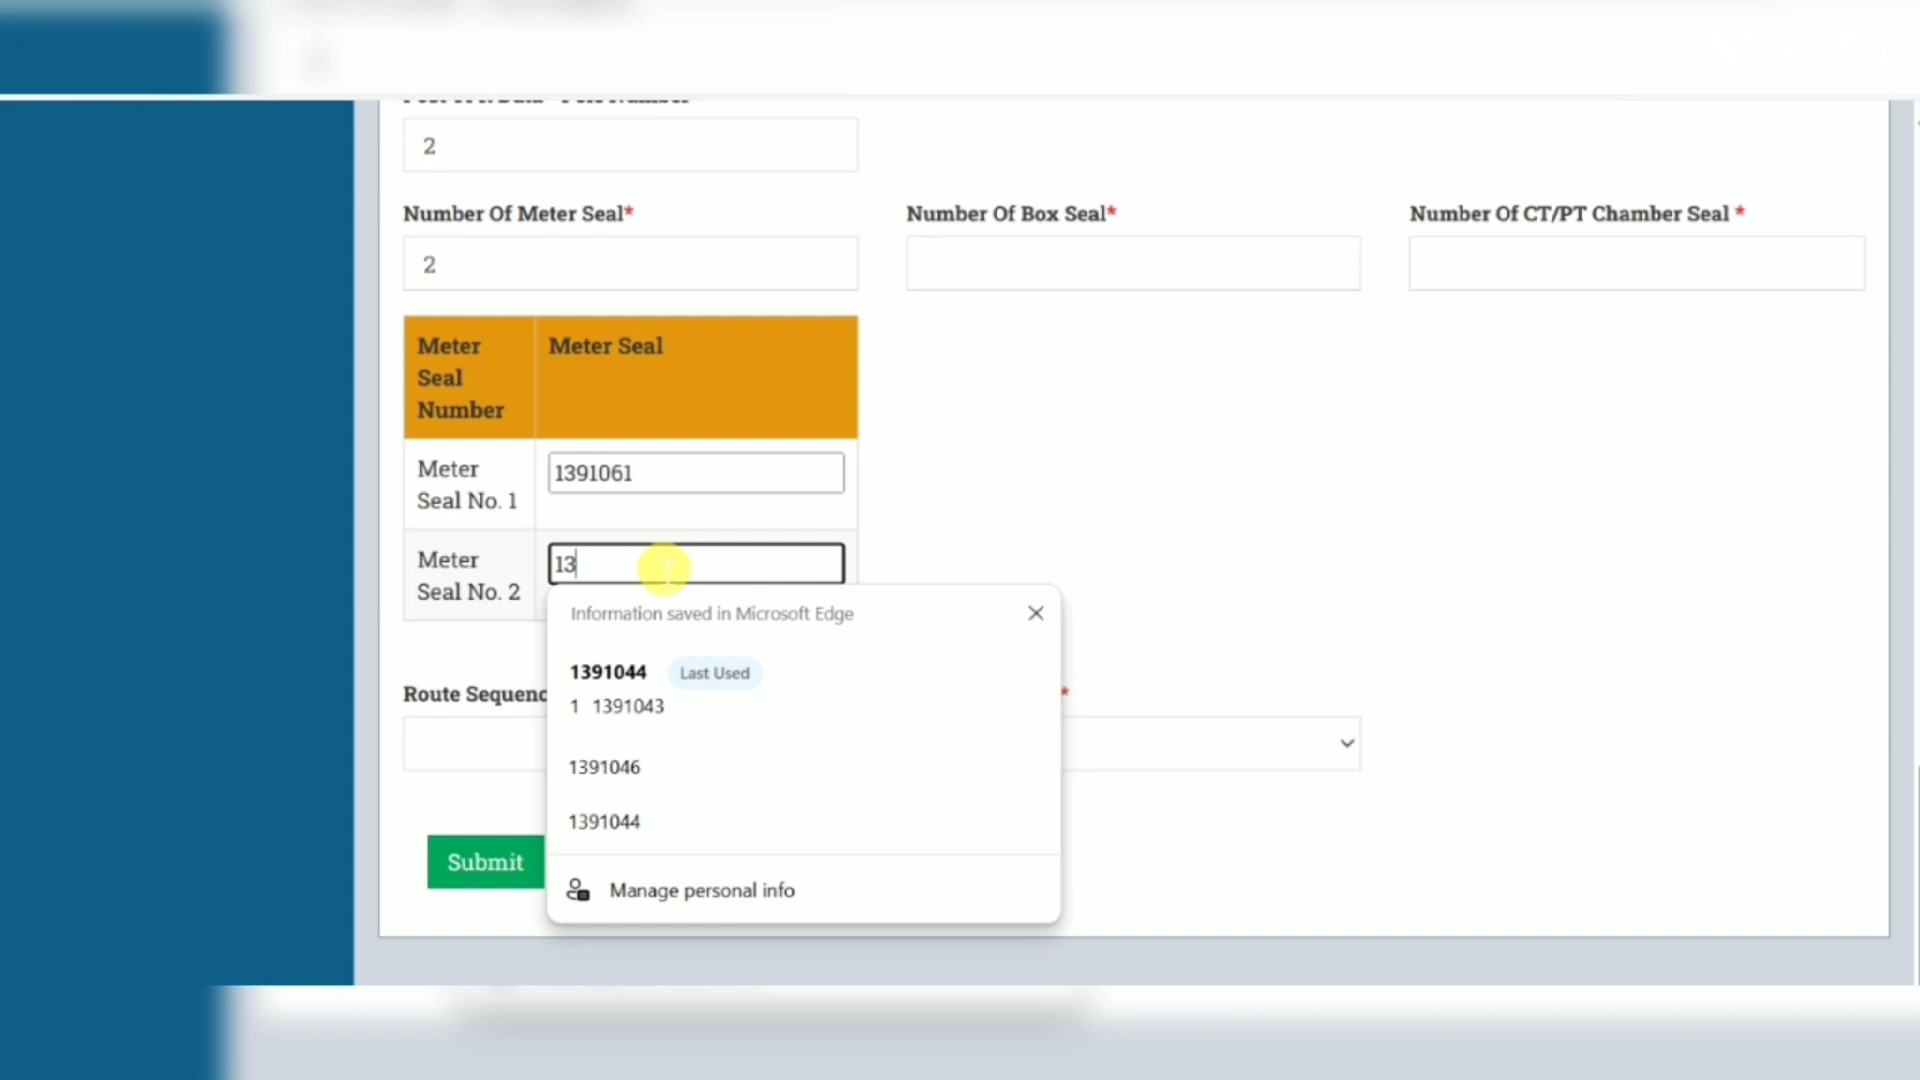 2
Number Of Meter Seal*
Number Of Box Seal*
Number Of CT/PT Chamber Seal *
2
Meter
Seal
Number
Meter Seal
Meter
Seal No. 1
1391061
Meter
Seal No. 2
13
Information saved in Microsoft Edge
1391044 Last Used
1 1391043
1391046
1391044
Manage personal info
Route Sequenc
*
Submit